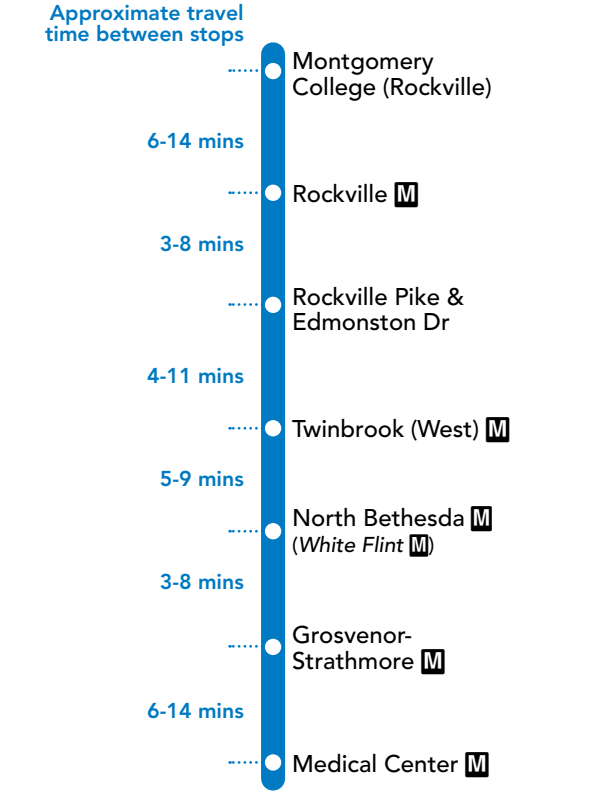 Approximate travel
time between stops
Montgomery
College (Rockville)
6-14 mins
Rockville M
3-8 mins
Rockville Pike &
Edmonston Dr
4-11 mins
Twinbrook (West) M
5-9 mins
North Bethesda M
(White Flint M)
3-8 mins
Grosvenor-
Strathmore M
6-14 mins
Medical Center M